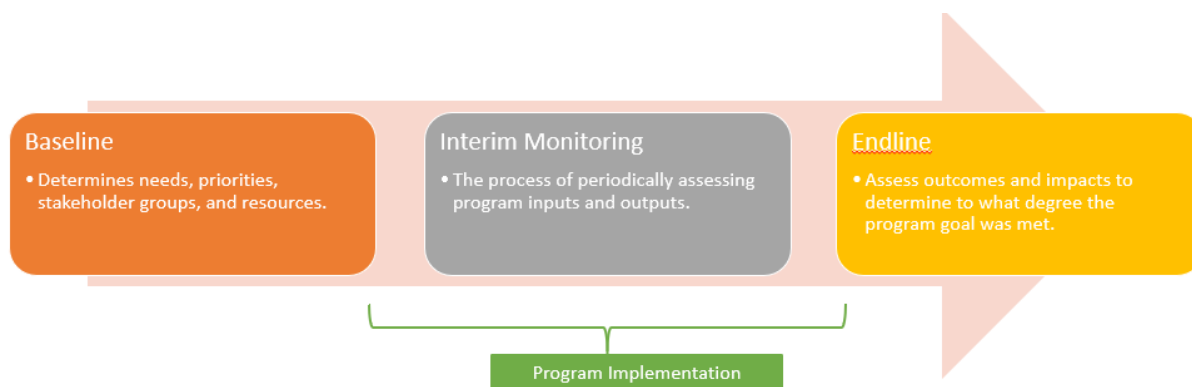 Baseline
• Determines needs, priorities,
stakeholder groups, and resources.
Interim Monitoring
• The process of periodically assessing
program inputs and outputs.
Endline
• Assess outcomes and impacts to
determine to what degree the
program goal was met.
Program Implementation